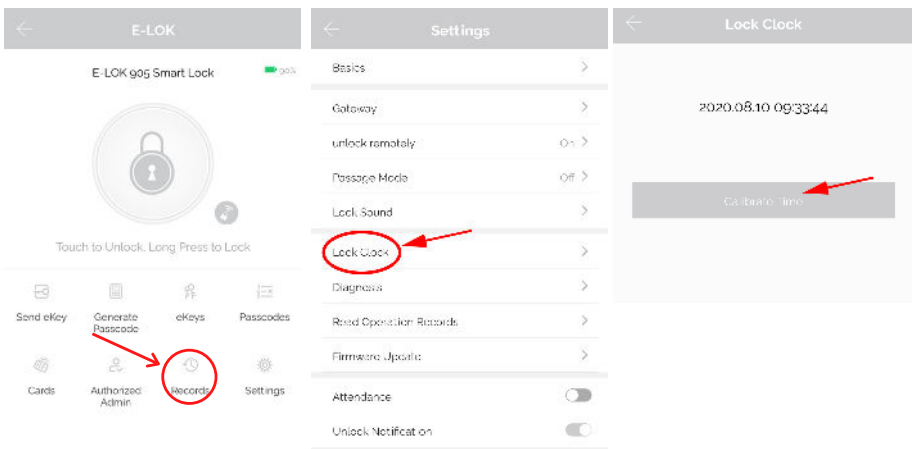 E-LOK
E-LOK 905 Smart Lock
90%
Touch to Unlock, Long Press to Lock
Send eKey
Generate
Passcode
eKeys
Passcodes
Cards
Authorized
Admin
Records
Settings
Settings
Basics
Gateway
unlock remotely
On
Passage Mode
Off
Lock Sound
Lock Clock
Diagnosis
Read Operation Records
Firmware Update
Attendance
Unlock Notification
Lock Clock
2020.08.10 09:33:44
Calibrate Time